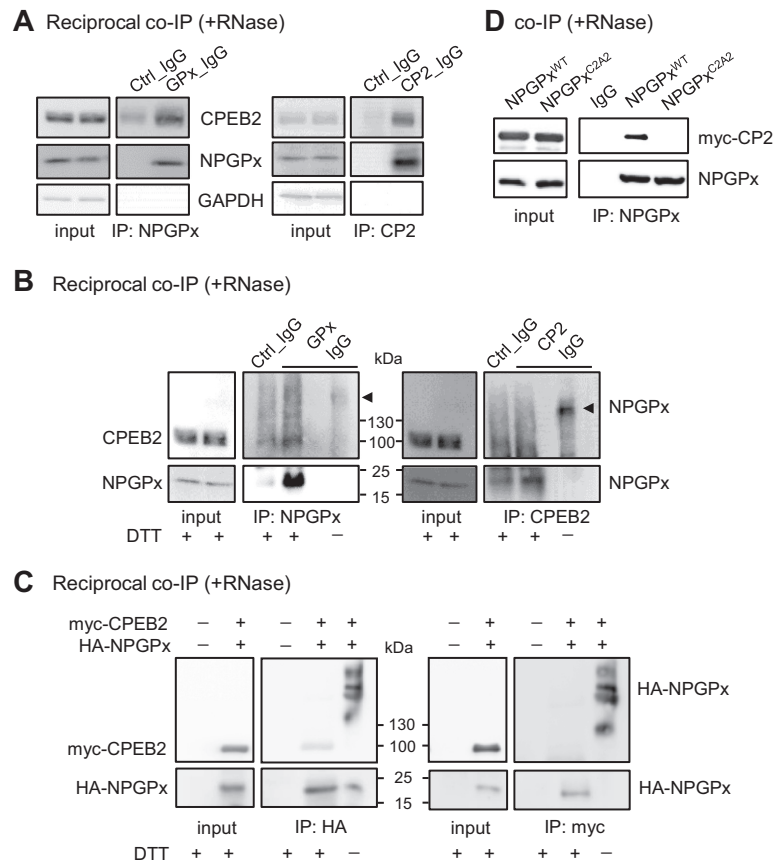 A Reciprocal co-IP (+RNase)
Ctrl_IgG GPx_IgG Ctrl_IgG CP2_IgG
CPEB2
NPGPx
GAPDH
input IP: NPGPx input IP: CP2
D co-IP (+RNase)
NPGPx^WT NPGPx^C2A2 IgG NPGPx^WT NPGPx^C2A2
myc-CP2
NPGPx
input IP: NPGPx
B Reciprocal co-IP (+RNase)
Ctrl_IgG GPx IgG kDa Ctrl_IgG CP2 IgG
NPGPx
130
CPEB2 100
NPGPx 25 NPGPx
15
input IP: NPGPx input IP: CPEB2
DTT + + + + – + + + + –
C Reciprocal co-IP (+RNase)
myc-CPEB2 – + – + + – + – + +
HA-NPGPx – + – + + kDa – + – + +
HA-NPGPx
130
myc-CPEB2 100
HA-NPGPx 25 HA-NPGPx
15
input IP: HA input IP: myc
DTT + + + + – + + + + –